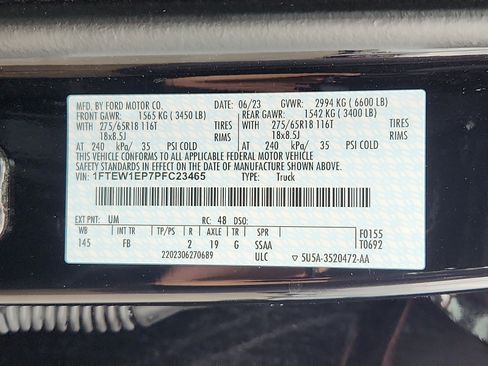 MFD. BY FORD MOTOR CO. 06/23 GVWR: 2994 KG ( 6600 LB)
FRONT GAWR: 1565 KG ( 3450 LB) REAR GAWR: 1542 KG ( 3400 LB)
WITH 275/65R18 116T TIRES WITH 275/65R18 116T TIRES
18x8.5J RIMS 18x8.5J RIMS
AT 240 kPa/ 35 PSI COLD AT 240 kPa/ 35 PSI COLD
THIS VEHICLE CONFORMS TO ALL APPLICABLE FEDERAL MOTOR VEHICLE
SAFETY STANDARDS IN EFFECT ON THE DATE OF MANUFACTURE SHOWN ABOVE.
VIN: 1FTEW1EP7PFC23465 TYPE: Truck
EXT PNT: UM RC: 48 DSO:
WB INT TR TP/PS R AXLE TR SPR F0155
145 FB 2 19 G SSAA T0692
2202306270689 ULC 5U5A-3520472-AA